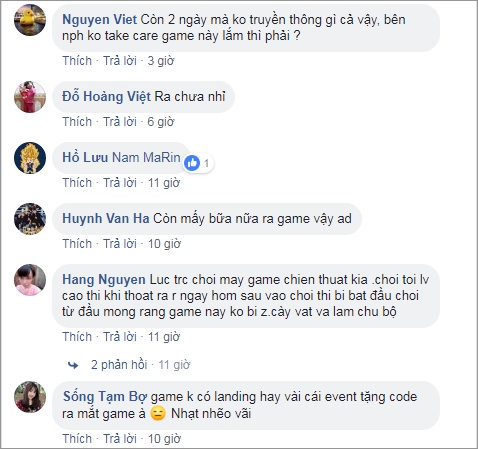 Nguyen Viet Còn 2 ngày mà ko truyền thông gì cả vậy, bên
nph ko take care game này lắm thì phải ?
Thích · Trả lời · 3 giờ
Đỗ Hoảng Việt Ra chưa nhỉ
Thích · Trả lời · 6 giờ
Hồ Lưu Nam MaRin
1
Thích · Trả lời · 11 giờ
Huynh Van Ha Còn mấy bữa nữa ra game vậy ad
Thích · Trả lời · 10 giờ
Hang Nguyen Luc trc choi may game chien thuat kia .choi toi lv
cao thi khi thoat ra r ngay hom sau vao choi thi bi bat đầu choi
từ đầu mong rang game nay ko bi z.cày vat va lam chu bộ
Thích · Trả lời · 11 giờ
2 phản hồi · 11 giờ
Sống Tạm Bợ game k có landing hay vài cái event tặng code
ra mắt game à 😑 Nhạt nhẽo vãi
Thích · Trả lời · 10 giờ